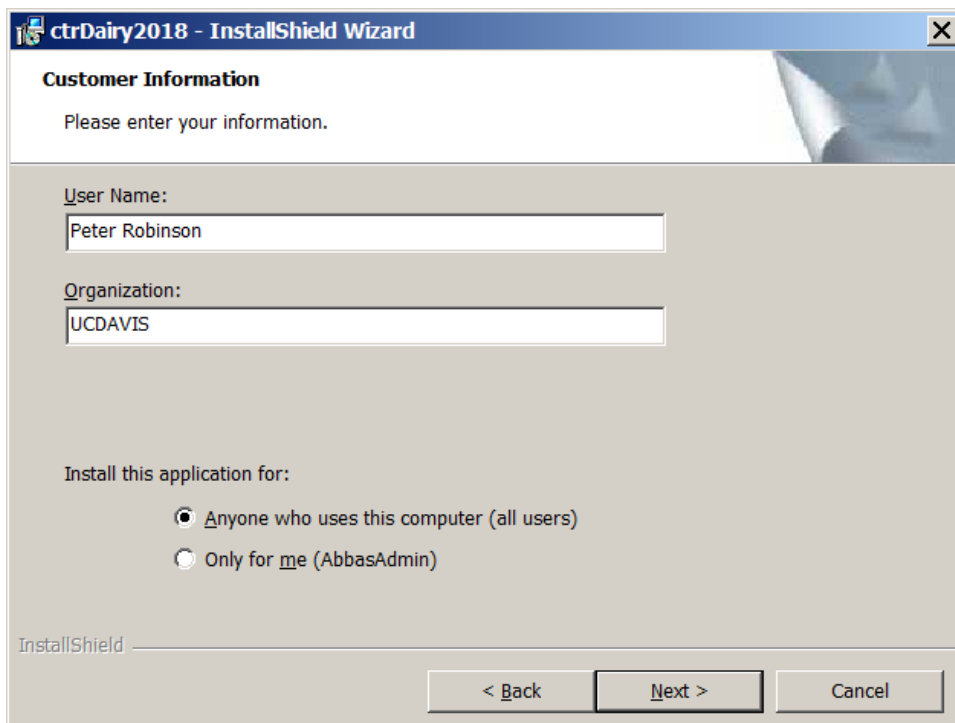 ctrDairy2018 - InstallShield Wizard
Customer Information
Please enter your information.
User Name:
Peter Robinson
Organization:
UCDAVIS
Install this application for:
Anyone who uses this computer (all users)
Only for me (AbbasAdmin)
InstallShield
< Back Next > Cancel